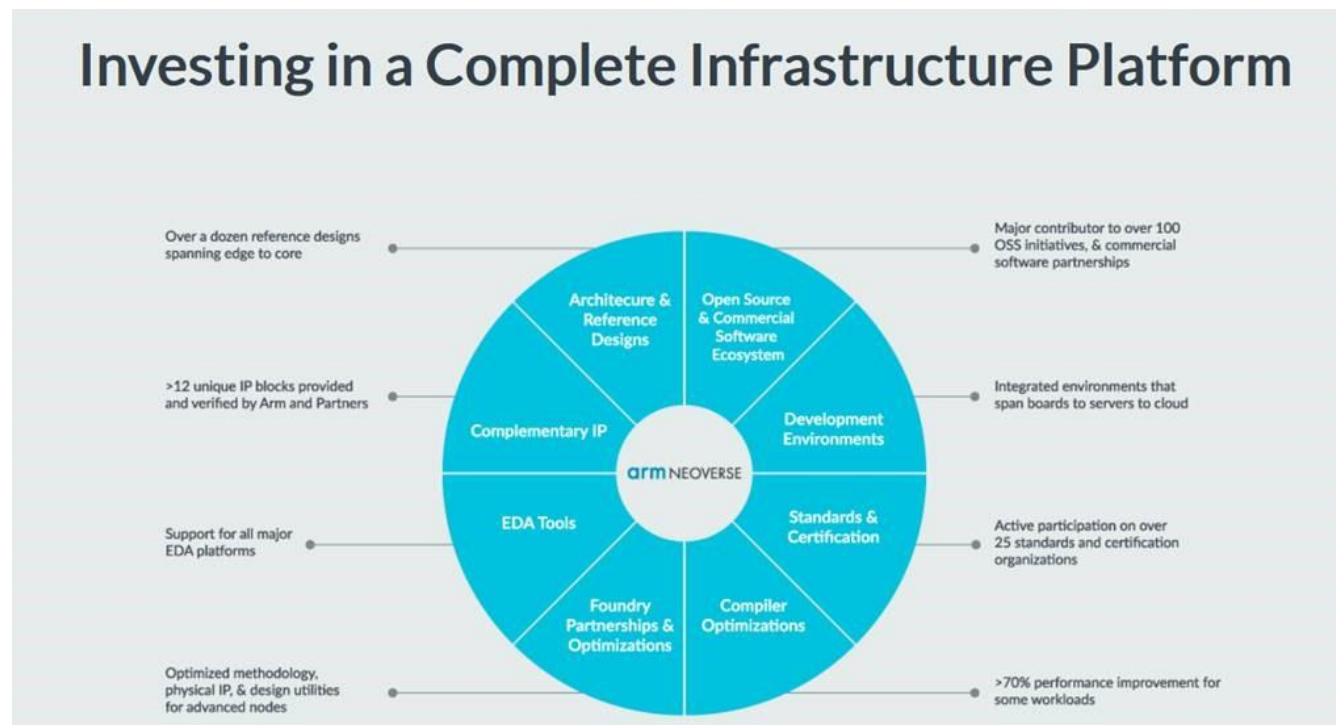 Investing in a Complete Infrastructure Platform
Over a dozen reference designs
spanning edge to core
Major contributor to over 100
OSS initiatives, & commercial
software partnerships
Architecure &
Reference
Designs
Open Source
& Commercial
Software
Ecosystem
>12 unique IP blocks provided
and verified by Arm and Partners
Integrated environments that
span boards to servers to cloud
Complementary IP
Development
Environments
arm NEOVERSE
EDA Tools
Standards &
Certification
Support for all major
EDA platforms
Active participation on over
25 standards and certification
organizations
Foundry
Partnerships &
Optimizations
Compiler
Optimizations
Optimized methodology,
physical IP, & design utilities
for advanced nodes
>70% performance improvement for
some workloads